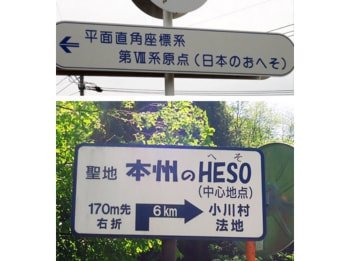 平面直角座標系
第Ⅷ系原点(日本のおへそ)
聖地 本州のHESO
へそ
(中心地点)
170m先
右折
6km
小川村
法地